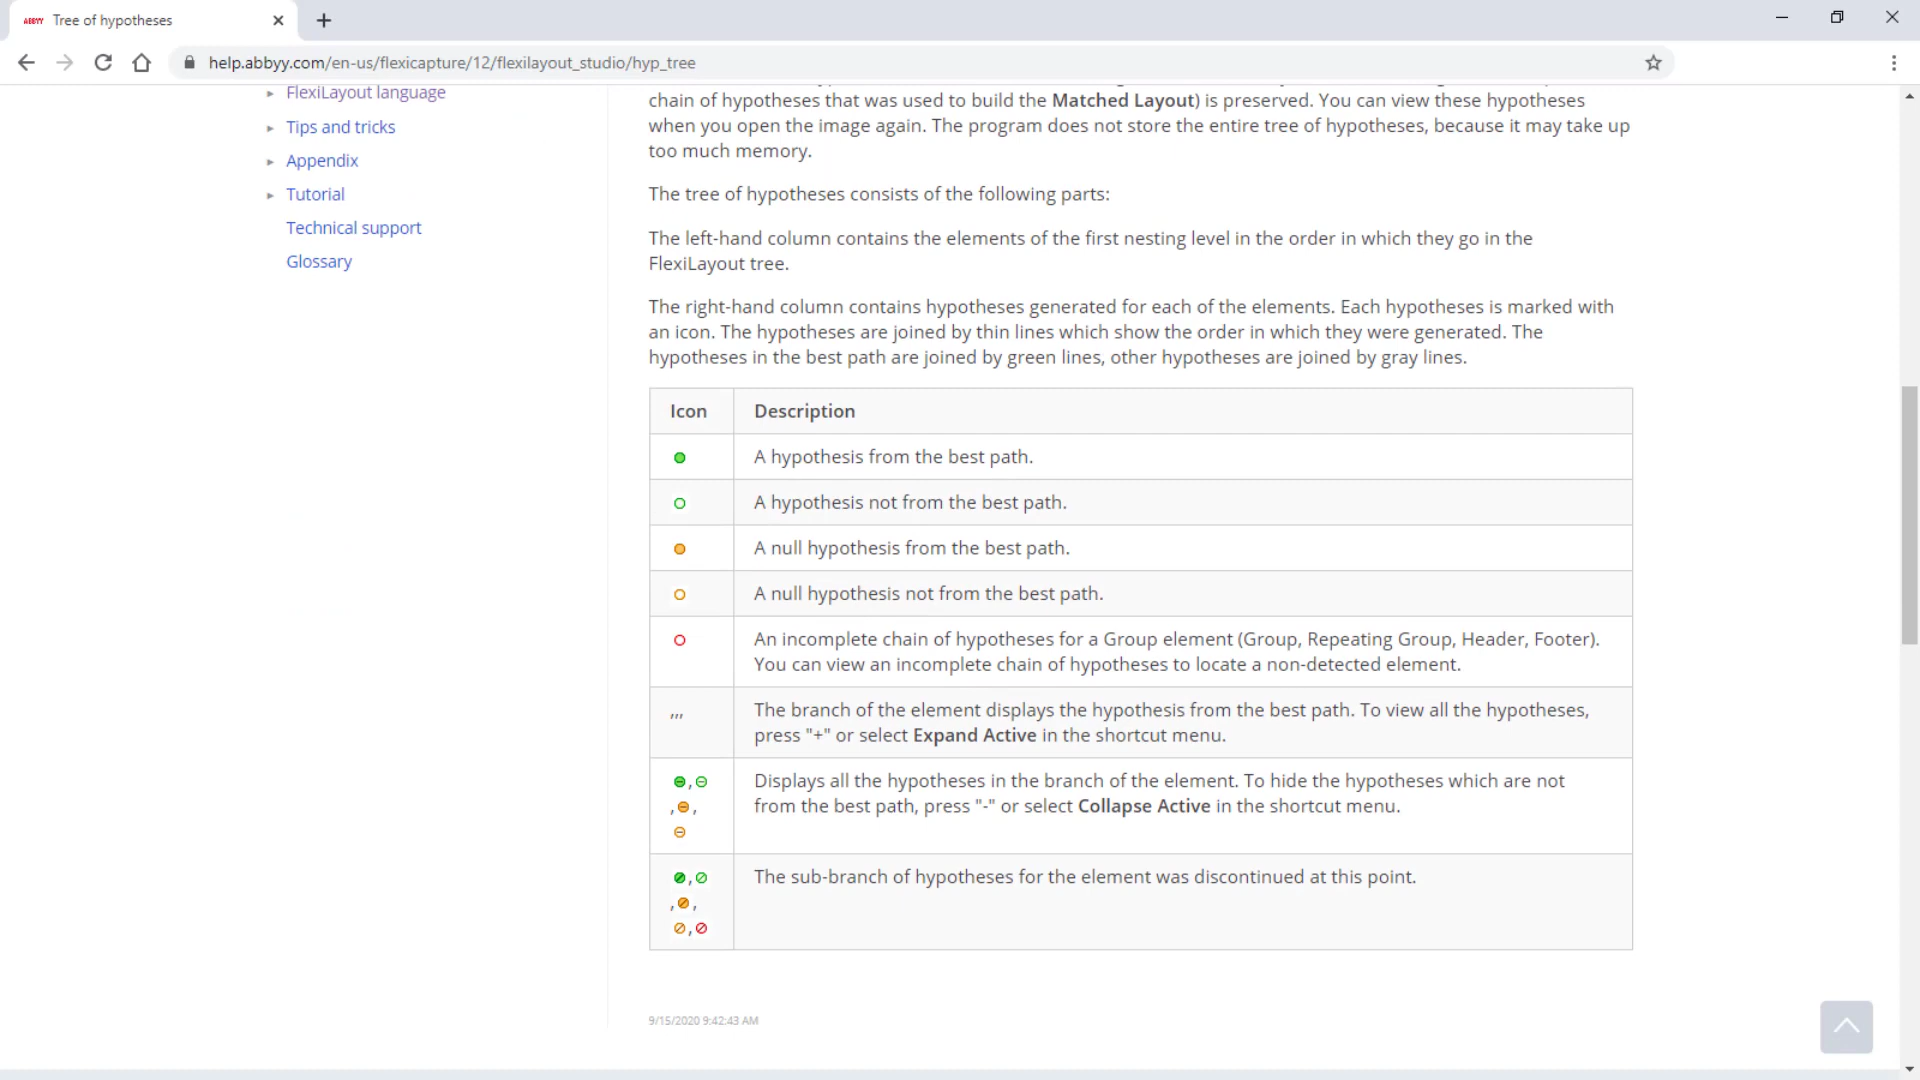 ABBYY Tree of hypotheses
help.abbyy.com/en-us/flexicapture/12/flexilayout_studio/hyp_tree
FlexiLayout language
Tips and tricks
Appendix
Tutorial
Technical support
Glossary
chain of hypotheses that was used to build the Matched Layout) is preserved. You can view these hypotheses
when you open the image again. The program does not store the entire tree of hypotheses, because it may take up
too much memory.
The tree of hypotheses consists of the following parts:
The left-hand column contains the elements of the first nesting level in the order in which they go in the
FlexiLayout tree.
The right-hand column contains hypotheses generated for each of the elements. Each hypotheses is marked with
an icon. The hypotheses are joined by thin lines which show the order in which they were generated. The
hypotheses in the best path are joined by green lines, other hypotheses are joined by gray lines.
Icon Description
A hypothesis from the best path.
A hypothesis not from the best path.
A null hypothesis from the best path.
A null hypothesis not from the best path.
An incomplete chain of hypotheses for a Group element (Group, Repeating Group, Header, Footer).
You can view an incomplete chain of hypotheses to locate a non-detected element.
,,, The branch of the element displays the hypothesis from the best path. To view all the hypotheses,
press "+" or select Expand Active in the shortcut menu.
, Displays all the hypotheses in the branch of the element. To hide the hypotheses which are not
, , from the best path, press "-" or select Collapse Active in the shortcut menu.
, The sub-branch of hypotheses for the element was discontinued at this point.
, ,
,
9/15/2020 9:42:43 AM